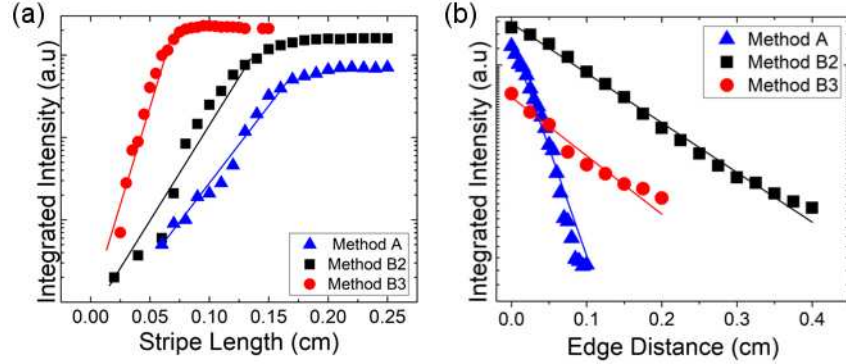 (a)
Integrated Intensity (a.u)
Method A
Method B2
Method B3
0.00 0.05 0.10 0.15 0.20 0.25
Stripe Length (cm)
(b)
Integrated Intensity (a.u)
Method A
Method B2
Method B3
0.0 0.1 0.2 0.3 0.4
Edge Distance (cm)